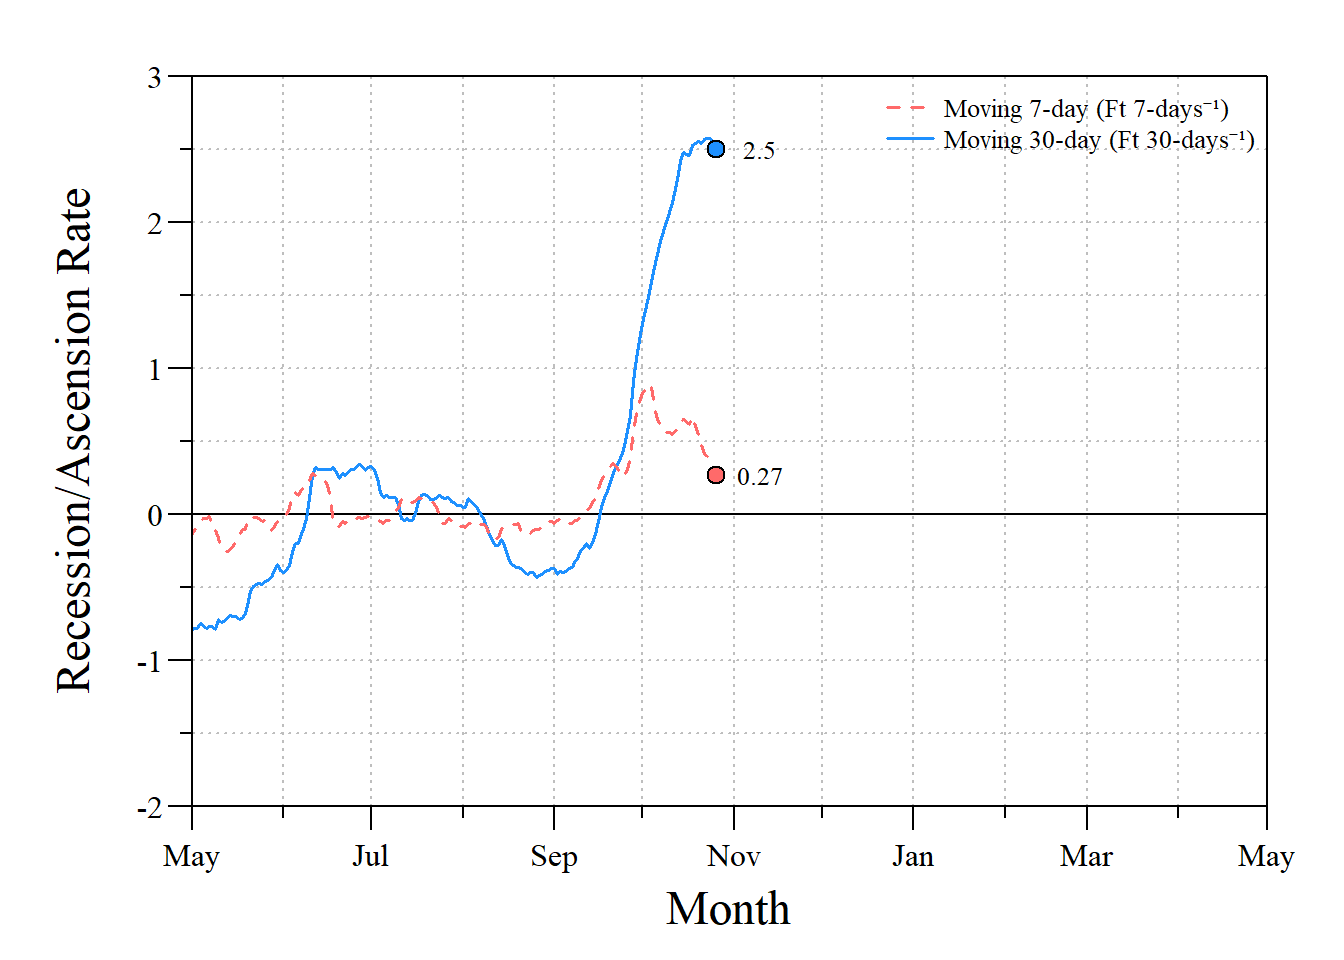 Recession/Ascension Rate
3
2
1
0
-1
-2
Moving 7-day (Ft 7-days⁻¹)
Moving 30-day (Ft 30-days⁻¹)
2.5
0.27
May Jul Sep Nov Jan Mar May
Month